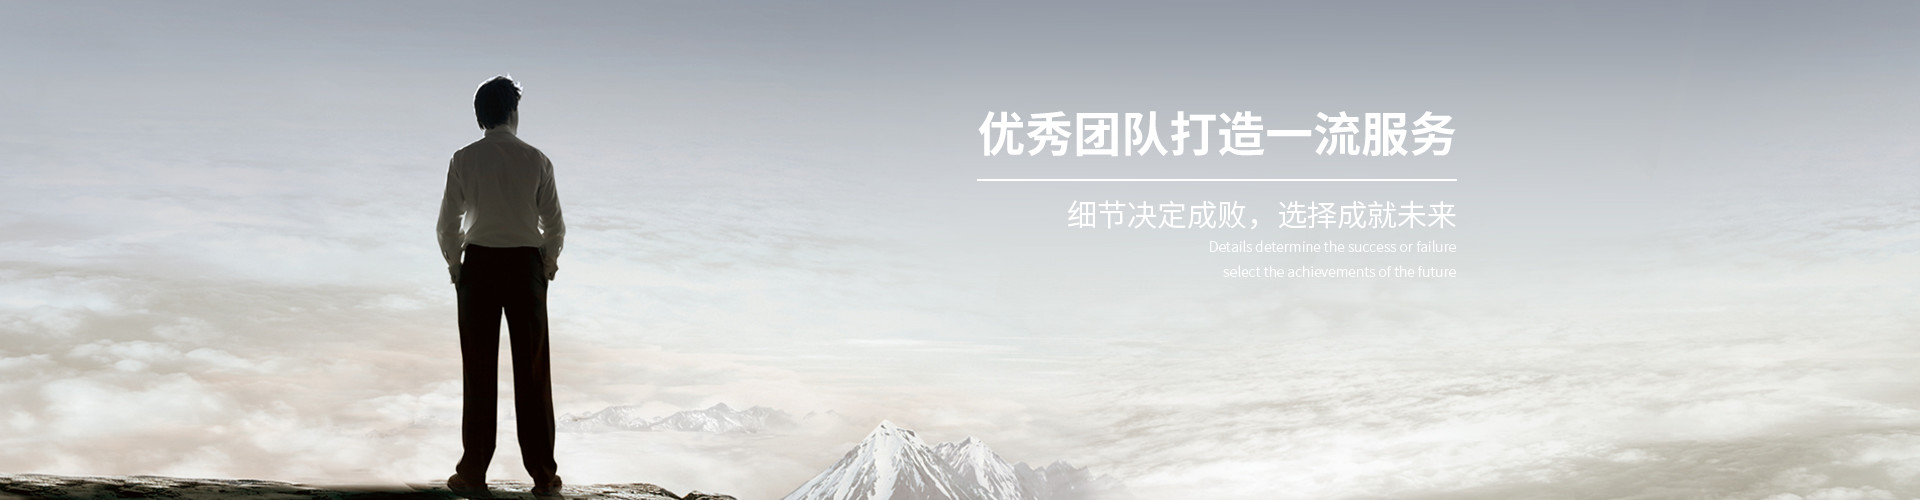 优秀团队打造一流服务
细节决定成败，选择成就未来
Details determine the success or failure
select the achievements of the future